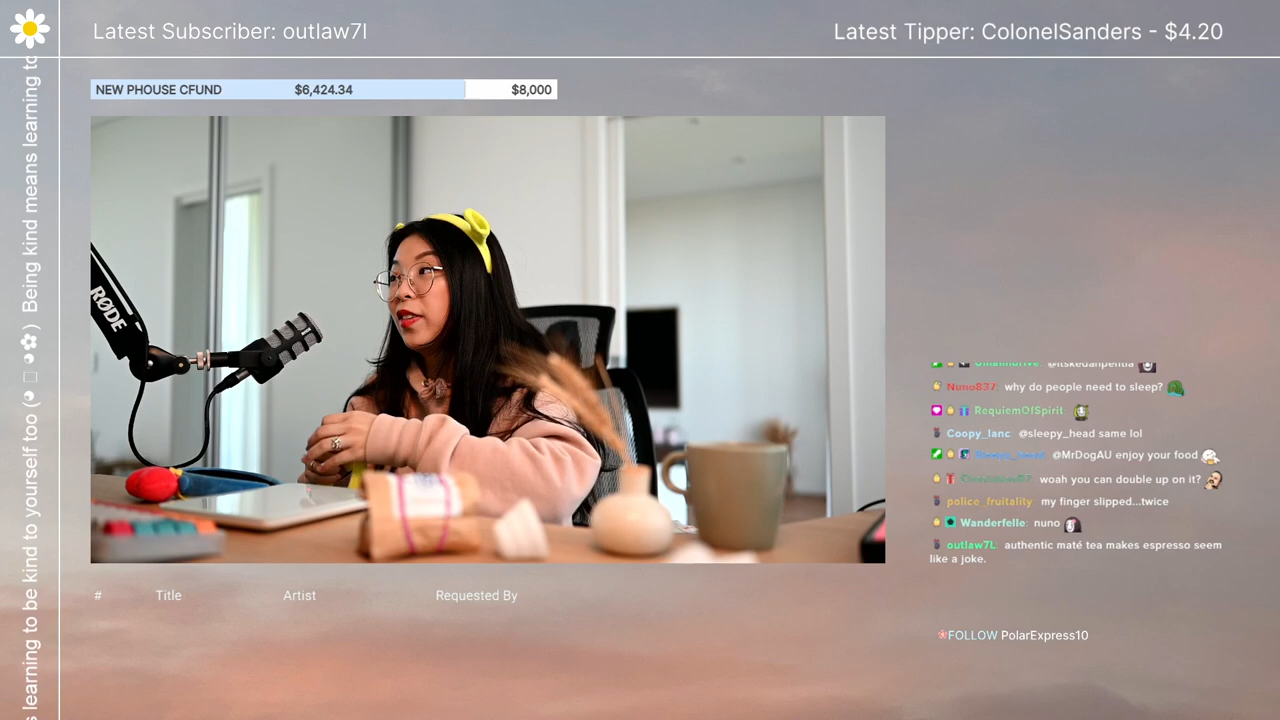 Latest Subscriber: outlaw7l
Latest Tipper: ColonelSanders - $4.20
NEW PHOUSE CFUND $6,424.34 $8,000
s learning to be kind to yourself too (◕ □ ◕✿) Being kind means learning to
RØDE
@itskedaripentia
Nuno837: why do people need to sleep?
RequiemOfSpirit:
Coopy_lanc @sleepy_head same lol
@MrDogAU enjoy your food
woah you can double up on it?
police_fruitality my finger slipped...twice
Wanderfelle: nuno
outlaw7L: authentic maté tea makes espresso seem
like a joke.
# Title Artist Requested By
FOLLOW PolarExpress10